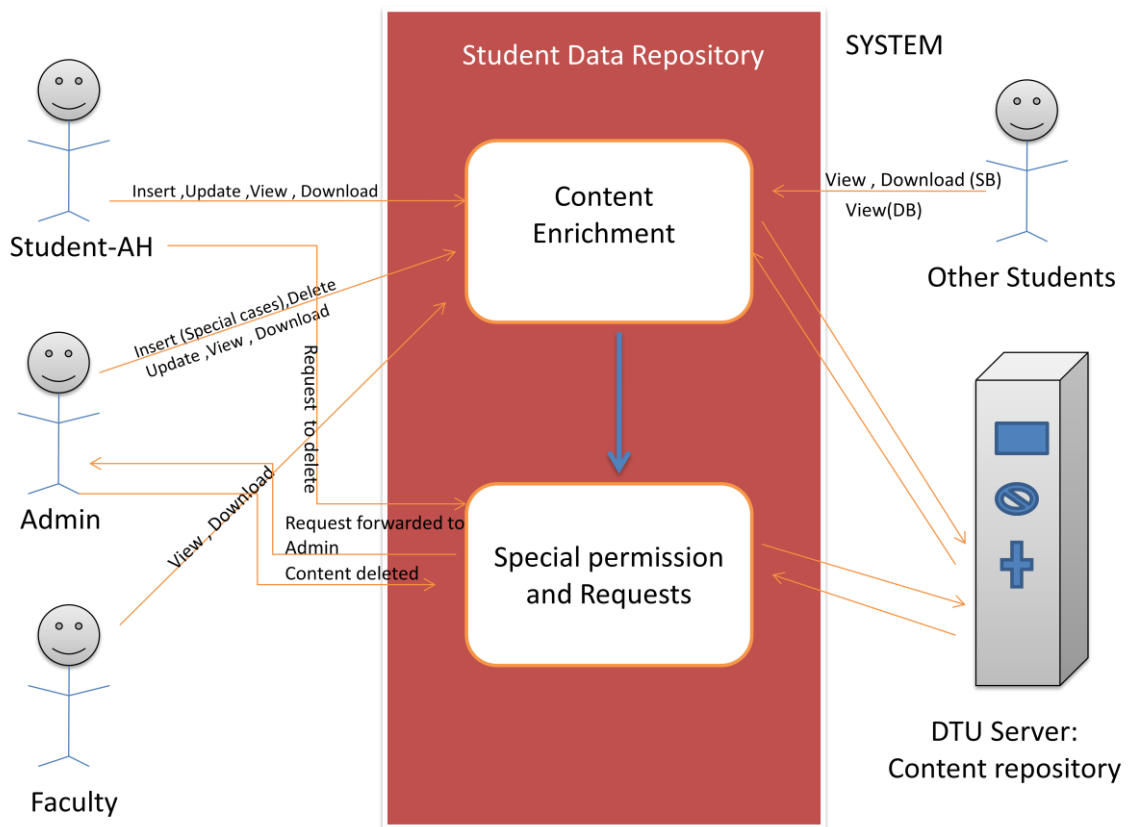 Student Data Repository
SYSTEM
Insert ,Update ,View , Download
Student-AH
Content
Enrichment
View , Download (SB)
View(DB)
Other Students
Insert (Special cases),Delete
Update ,View , Download
Request to delete
Admin
View , Download
Request forwarded to
Admin
Content deleted
Special permission
and Requests
Faculty
DTU Server:
Content repository